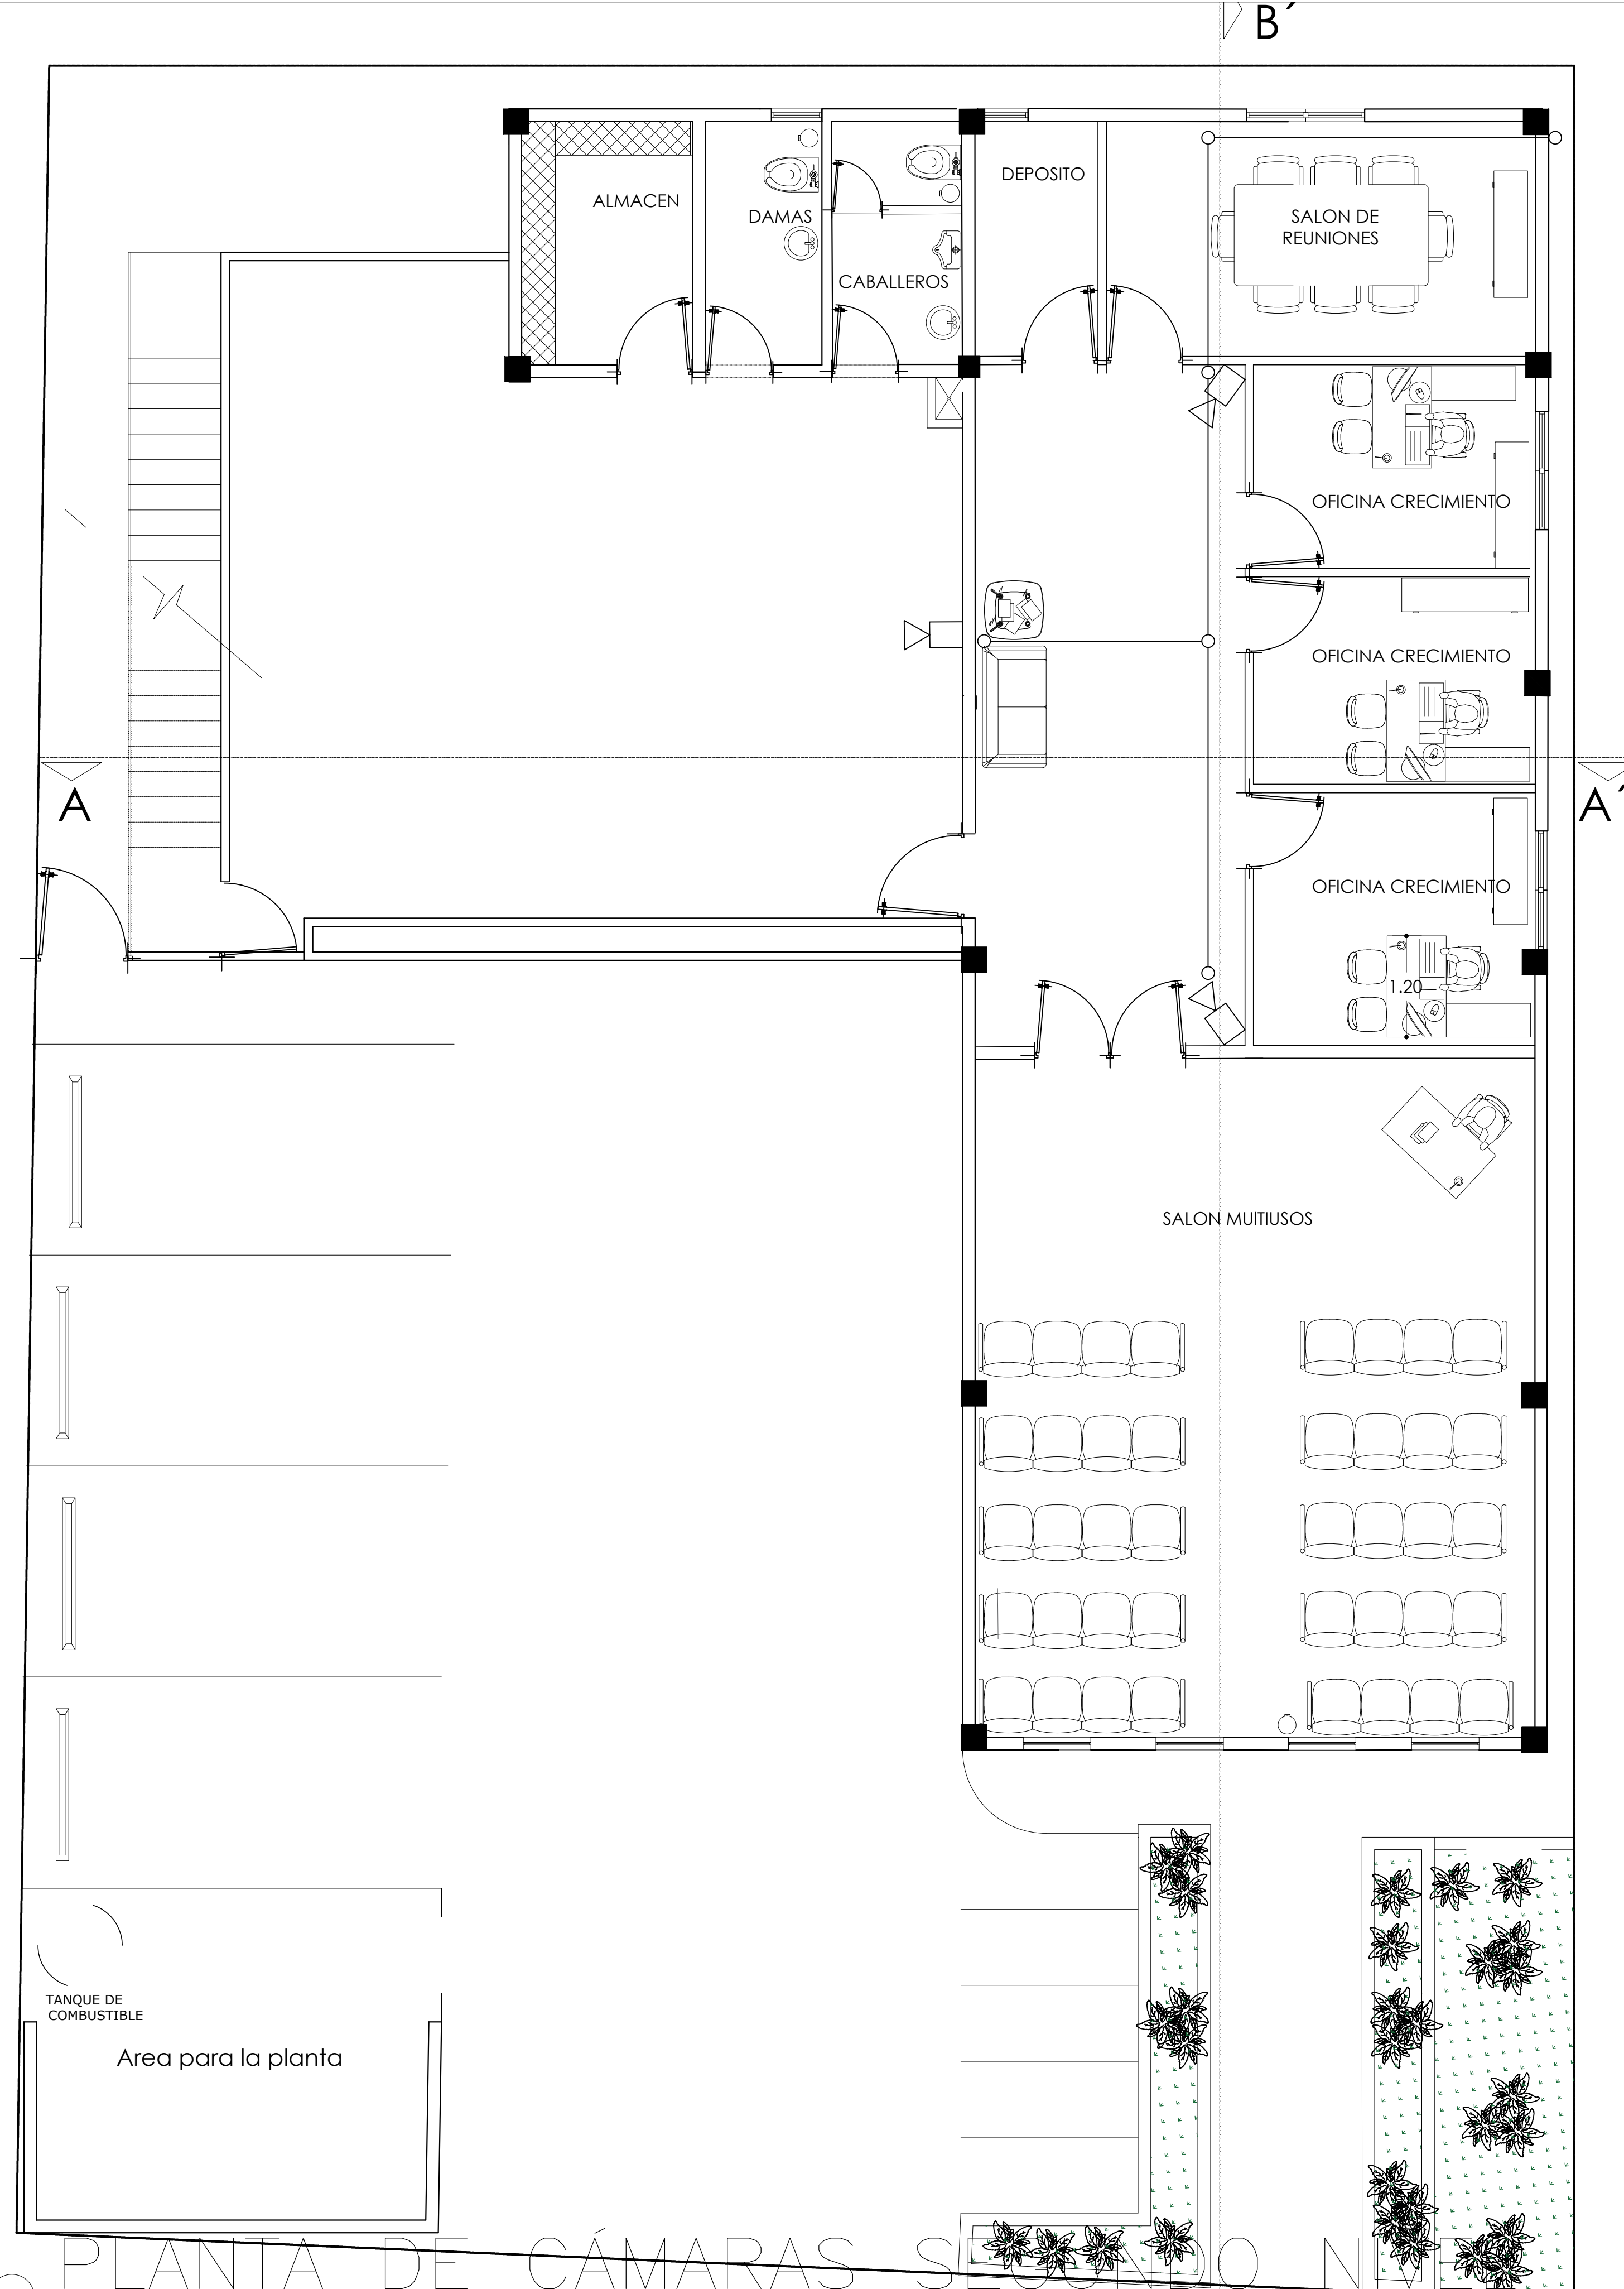 B´
ALMACEN
DAMAS
CABALLEROS
DEPOSITO
SALON DE
REUNIONES
OFICINA CRECIMIENTO
OFICINA CRECIMIENTO
A
A´
OFICINA CRECIMIENTO
1.20
SALON MUITIUSOS
TANQUE DE
COMBUSTIBLE
Area para la planta
PLANTA DE CÁMARAS SEGUNDO